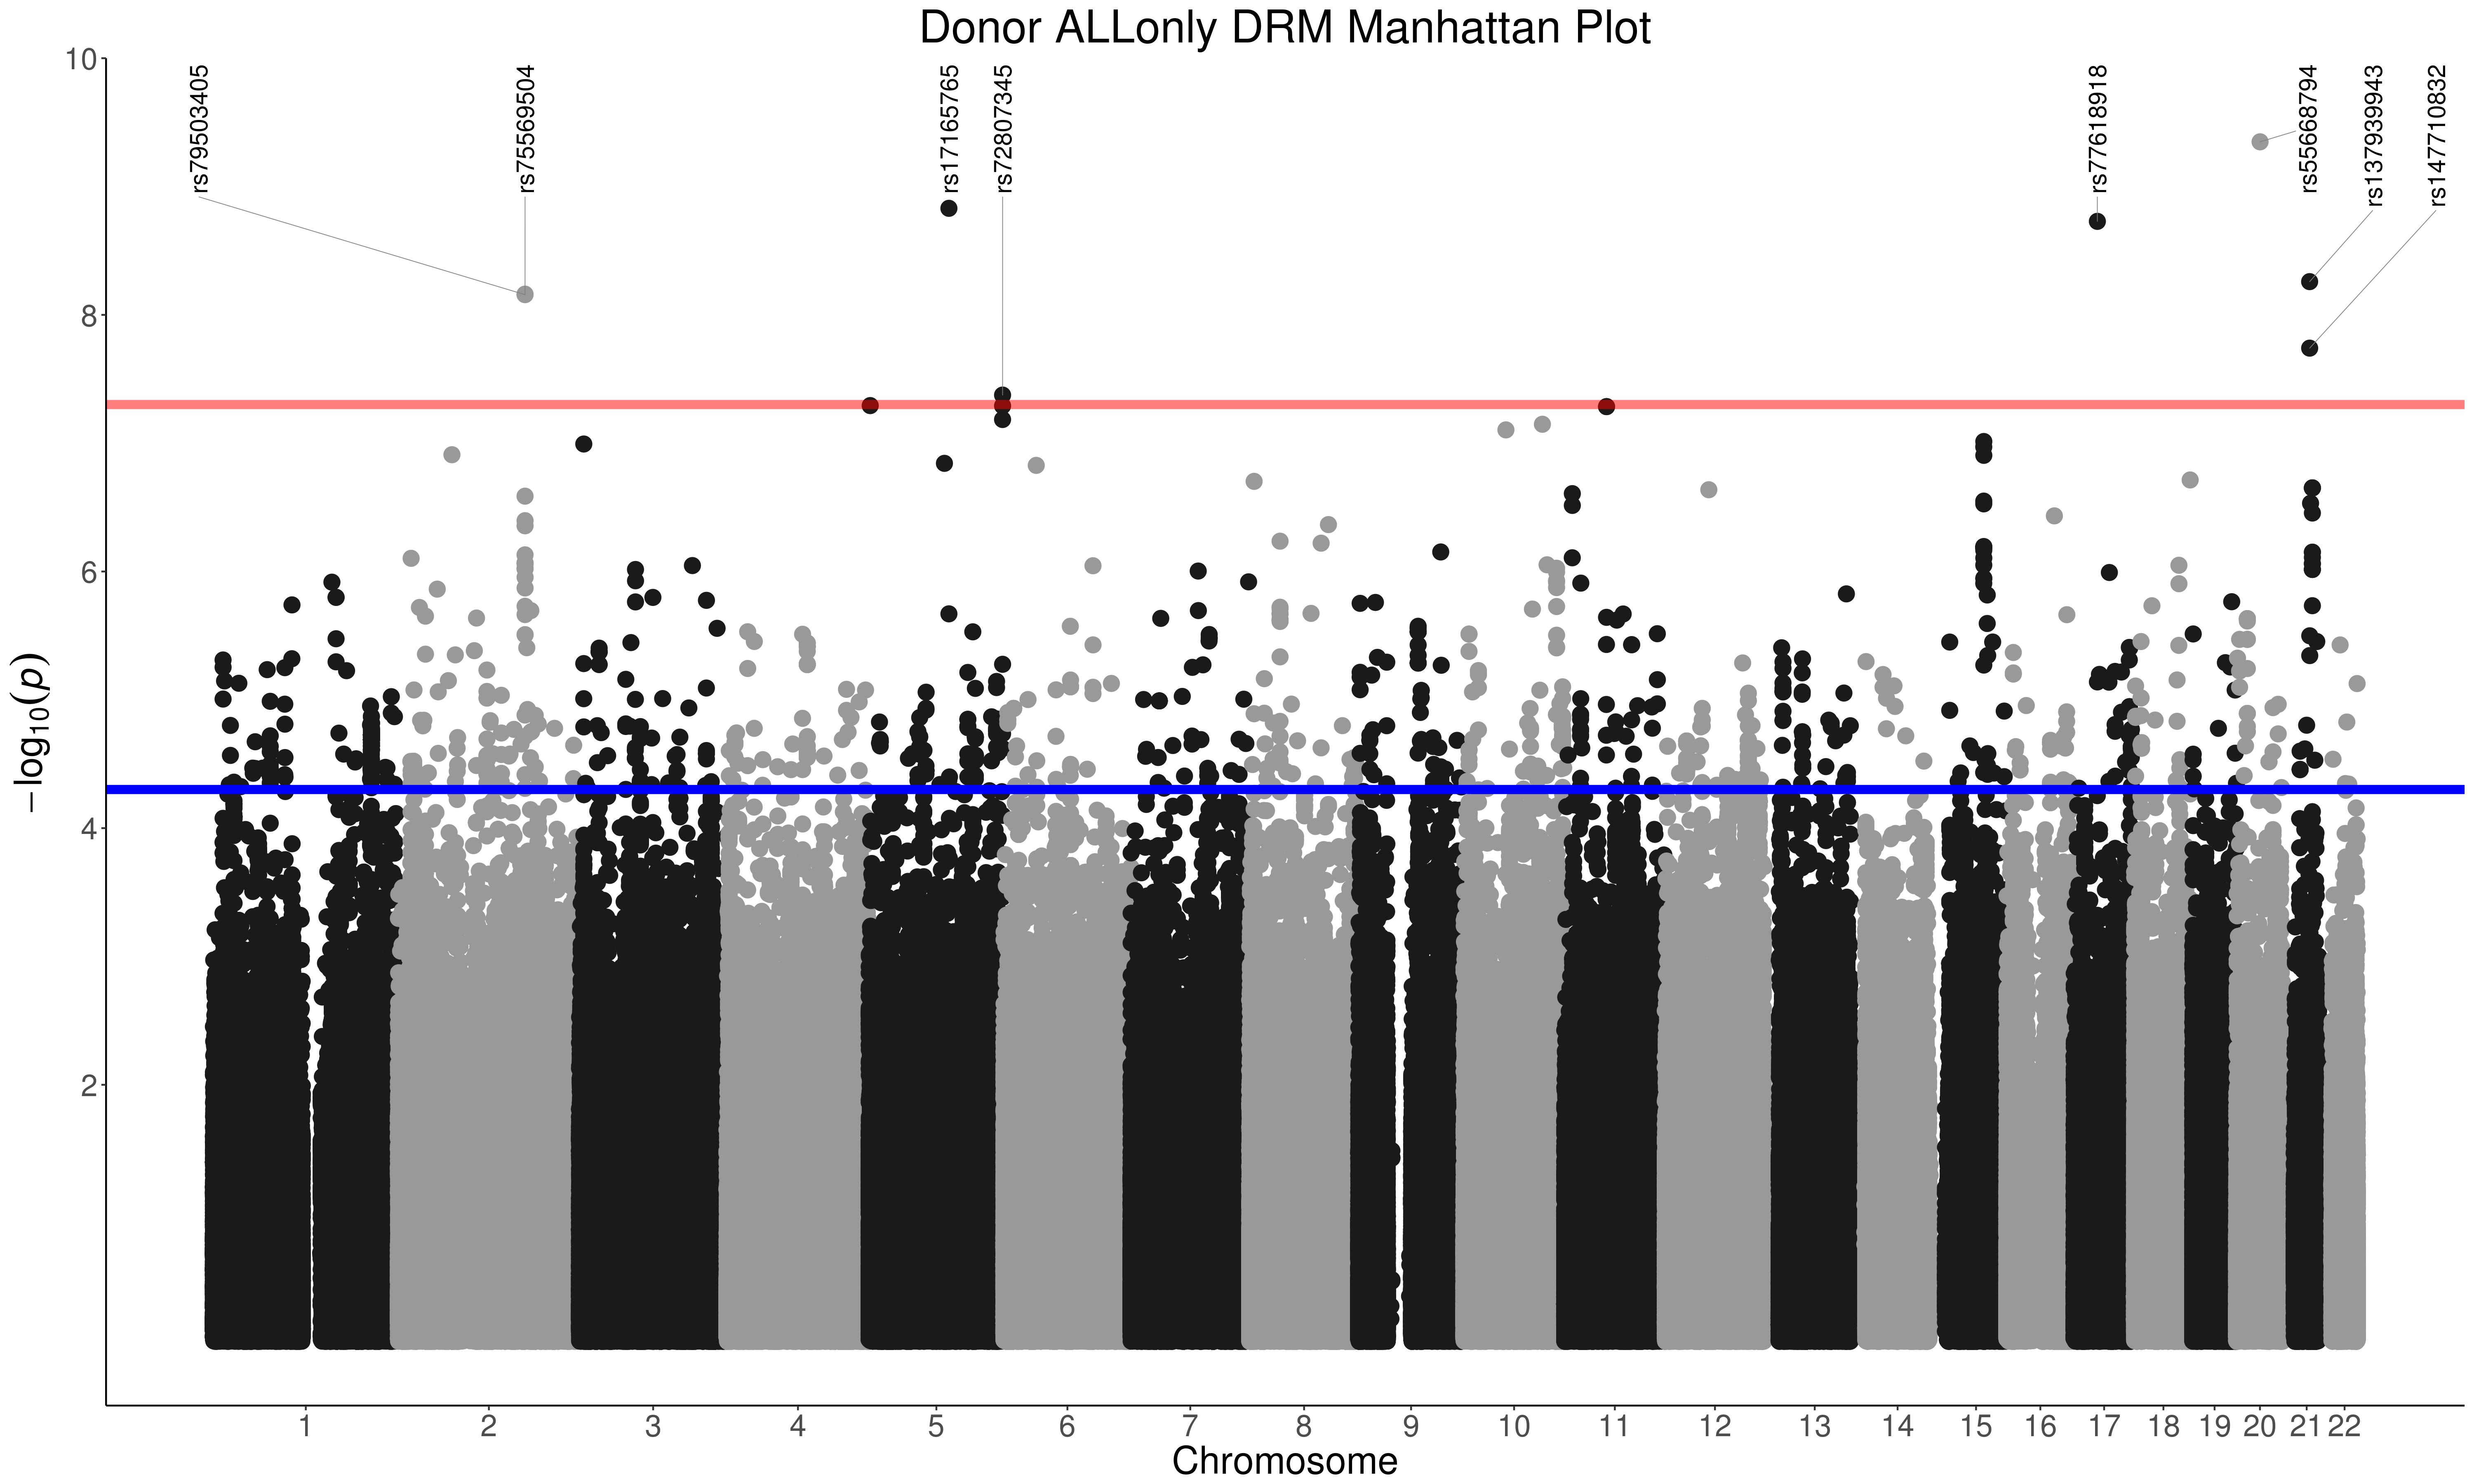 Donor ALLonly DRM Manhattan Plot
rs79503405
rs75569504
rs17165765
rs72807345
rs77618918
rs55668794
rs137939943
rs147710832
10
8
6
4
2
−log10(p)
1 2 3 4 5 6 7 8 9 10 11 12 13 14 15 16 17 18 19 20 21 22
Chromosome